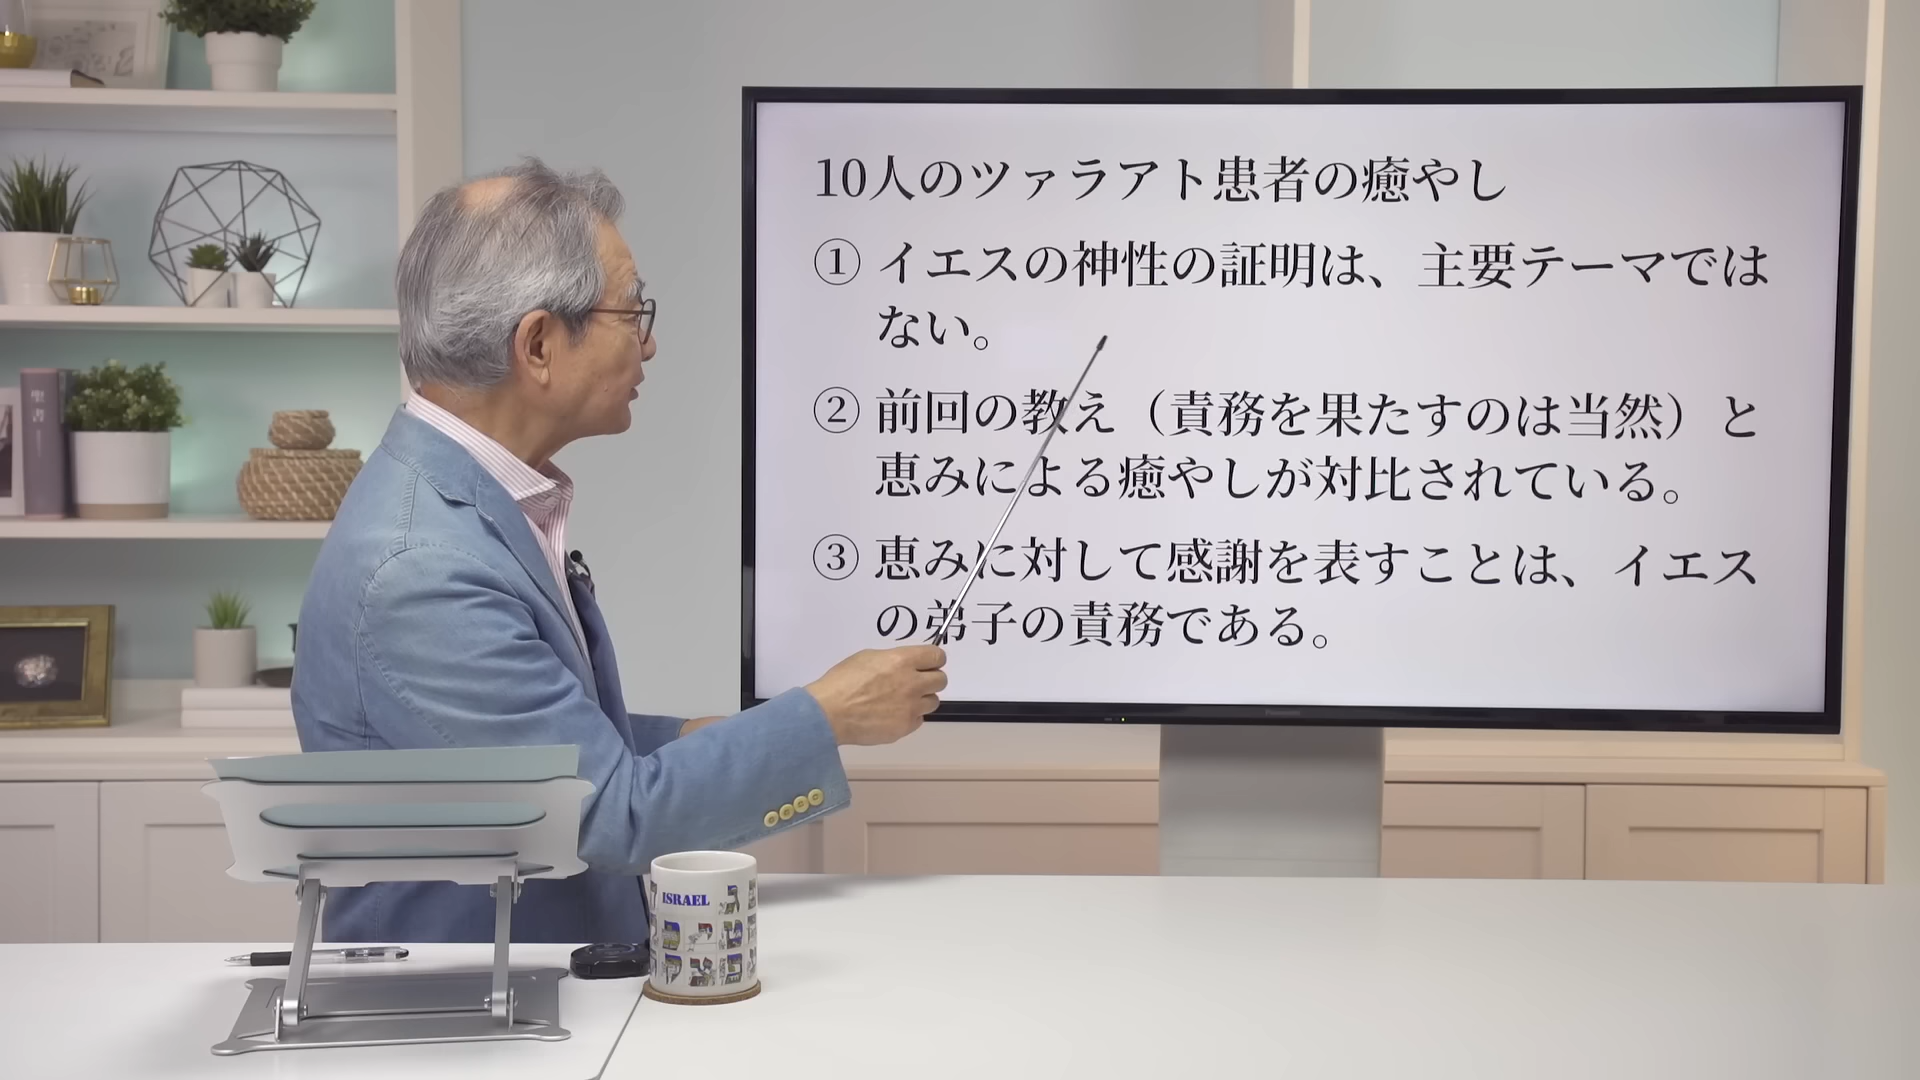 10人のツァラアト患者の癒やし
① イエスの神性の証明は、主要テーマでは
ない。
② 前回の教え（責務を果たすのは当然）と
恵みによる癒やしが対比されている。
③ 恵みに対して感謝を表すことは、イエス
の弟子の責務である。
聖書
ISRAEL